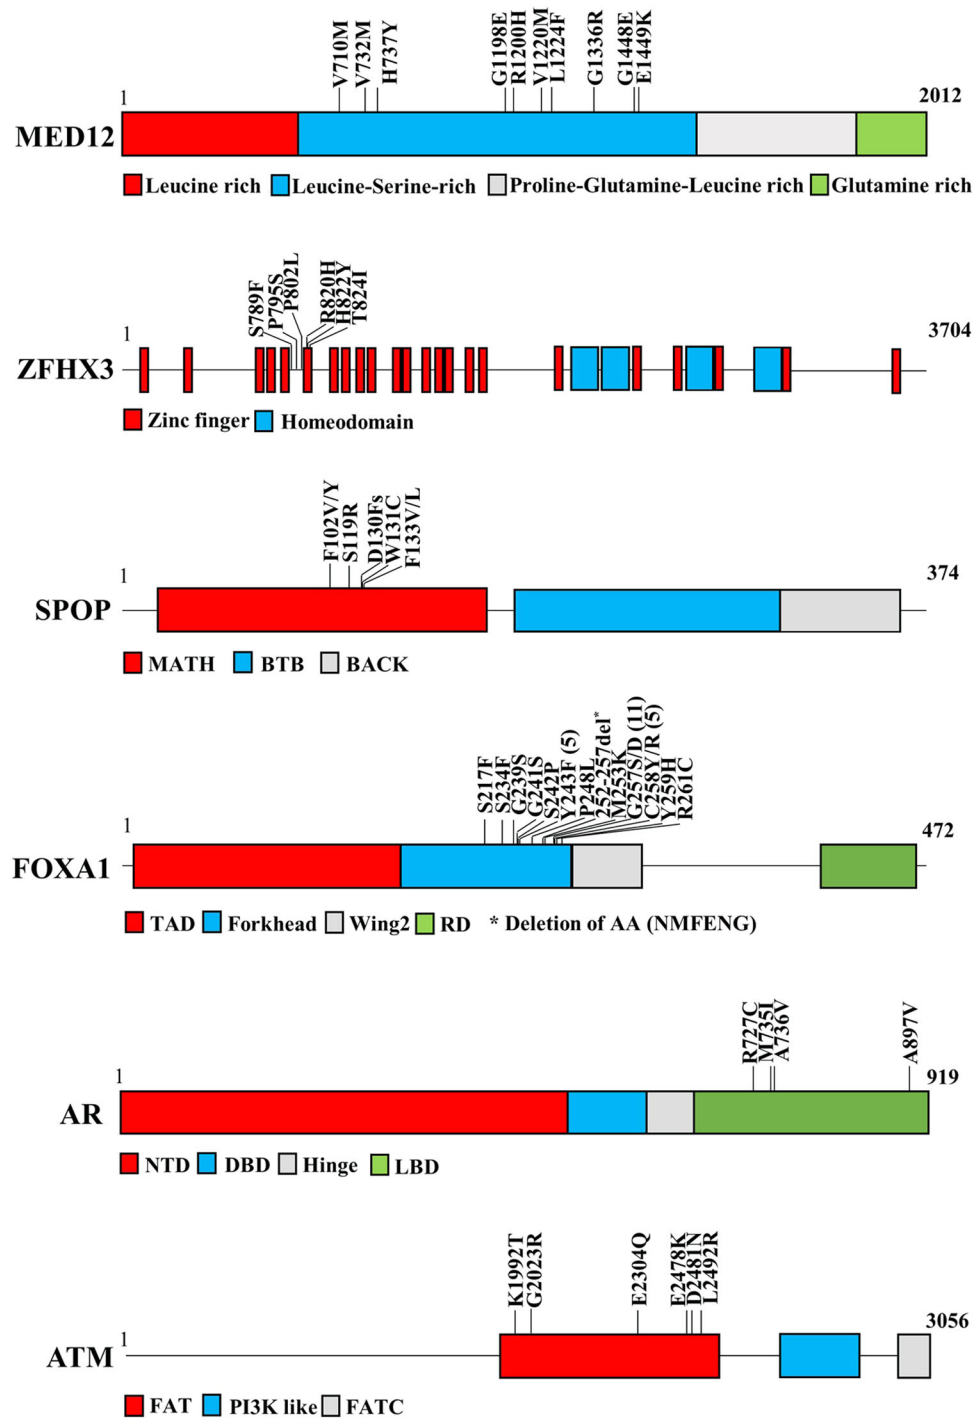 V710M V732M H737Y G1198E R1200H V1220M L1224F G1336R G1448E E1449K
1 2012
MED12
Leucine rich Leucine-Serine-rich Proline-Glutamine-Leucine rich Glutamine rich
S789F P795S P802L R820H H822Y T824I
1 3704
ZFHX3
Zinc finger Homeodomain
F102V/Y S119R D130Fs W131C F133V/L
1 374
SPOP
MATH BTB BACK
S217F S234F G239S G241S S242P Y243F (5) P248L 252-257del* M253K G257S/D (11) C258Y/R (5) Y259H R261C
1 472
FOXA1
TAD Forkhead Wing2 RD * Deletion of AA (NMFENG)
R727C M735I A736V A897V
1 919
AR
NTD DBD Hinge LBD
K1992T G2023R E2304Q E2478K D2481N L2492R
1 3056
ATM
FAT PI3K like FATC